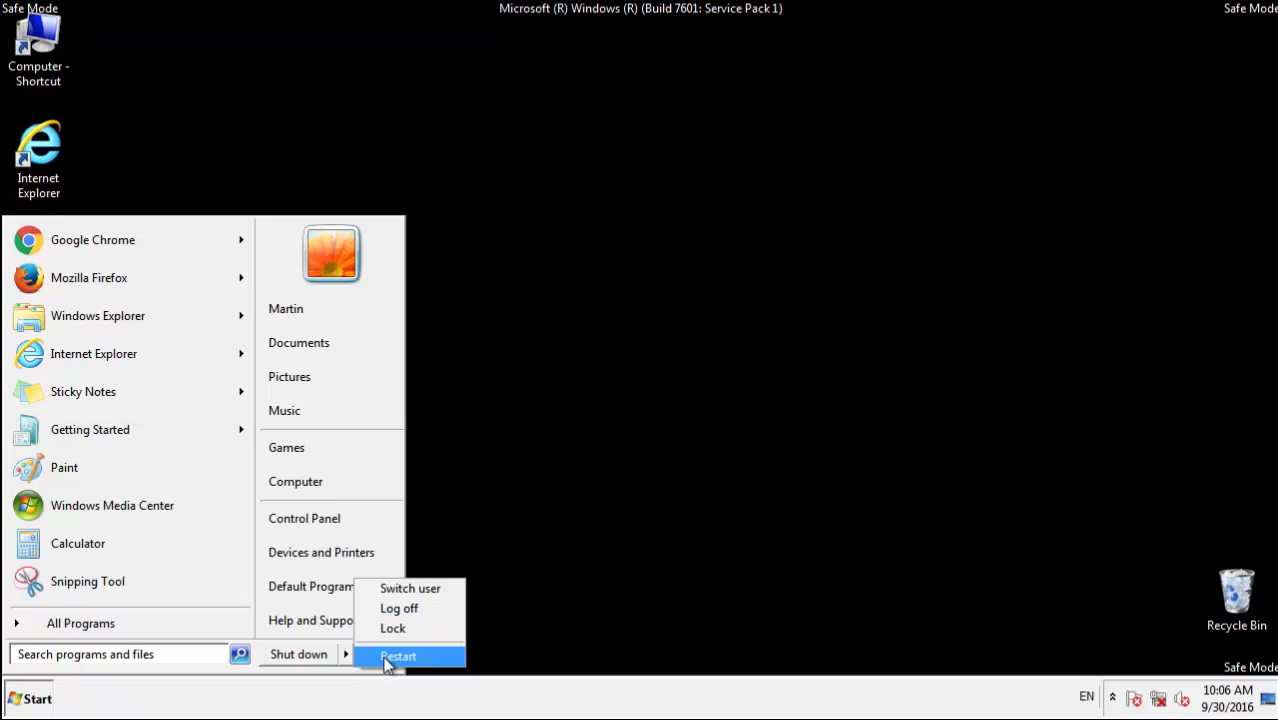 Safe Mode
Microsoft (R) Windows (R) (Build 7601: Service Pack 1)
Safe Mode
Computer -
Shortcut
Internet
Explorer
Google Chrome
Mozilla Firefox
Windows Explorer
Internet Explorer
Sticky Notes
Getting Started
Paint
Windows Media Center
Calculator
Snipping Tool
All Programs
Search programs and files
Martin
Documents
Pictures
Music
Games
Computer
Control Panel
Devices and Printers
Default Program
Help and Suppo
Shut down
Switch user
Log off
Lock
Restart
Recycle Bin
Safe Mode
Start
EN
10:06 AM
9/30/2016